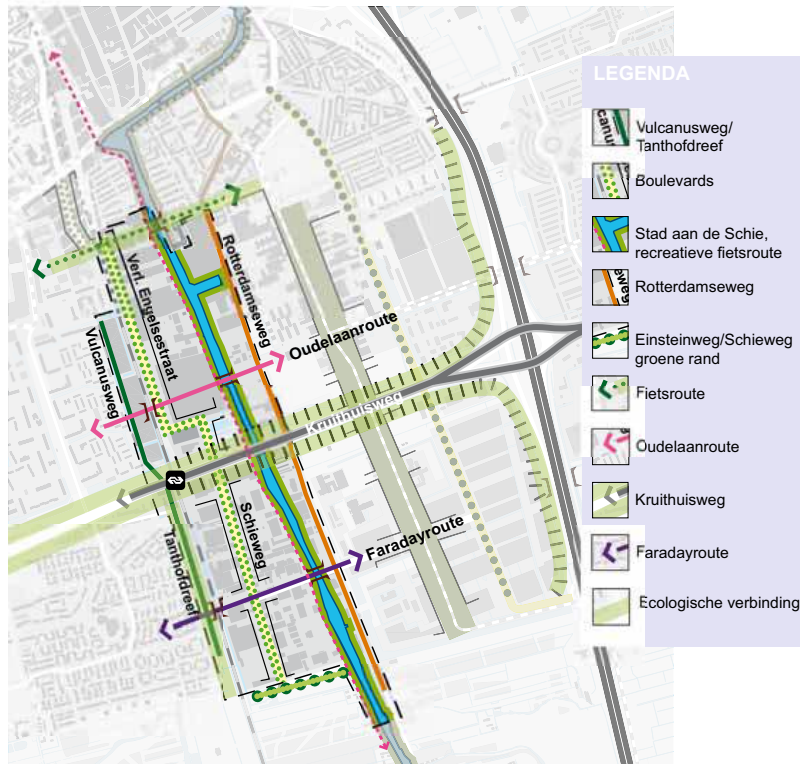 Rotterdamseweg
Verl. Engelsestraat
Vulcanusweg
Oudelaanroute
Kruithuisweg
Schieweg
Faradayroute
Tanthofdreef
LEGENDA
Vulcanusweg/
Tanthofdreef
Boulevards
Stad aan de Schie,
recreatieve fietsroute
Rotterdamseweg
Einsteinweg/Schieweg
groene rand
Fietsroute
Oudelaanroute
Kruithuisweg
Faradayroute
Ecologische verbinding